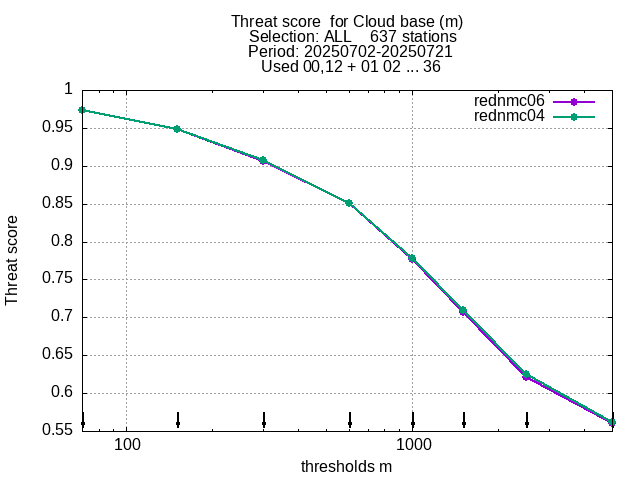 Threat score  for Cloud base (m)
Selection: ALL    637 stations
Period: 20250702-20250721
Used 00,12 + 01 02 ... 36
rednmc06
rednmc04
1
0.95
0.9
0.85
0.8
0.75
0.7
0.65
0.6
0.55
Threat score
100
1000
thresholds m